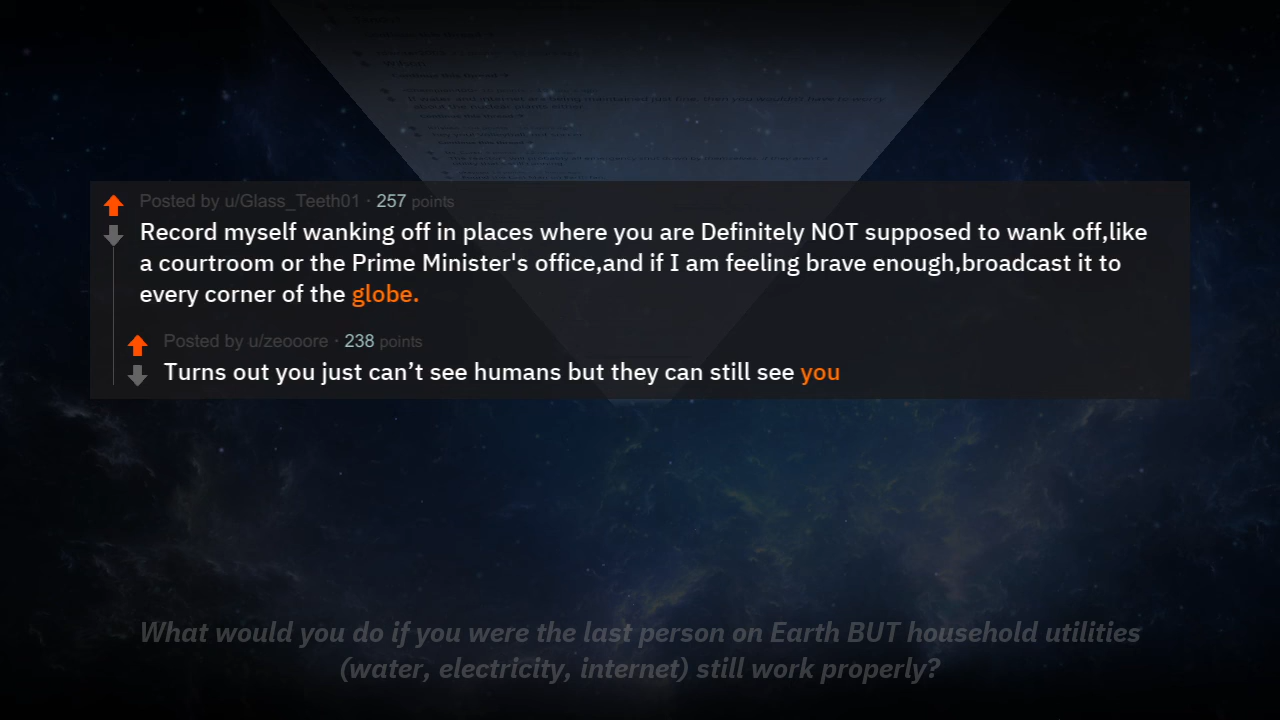 Posted by u/Glass_Teeth01 · 257 points
Record myself wanking off in places where you are Definitely NOT supposed to wank off,like
a courtroom or the Prime Minister's office,and if I am feeling brave enough,broadcast it to
every corner of the globe.
Posted by u/zeooore · 238 points
Turns out you just can’t see humans but they can still see you
What would you do if you were the last person on Earth BUT household utilities
(water, electricity, internet) still work properly?